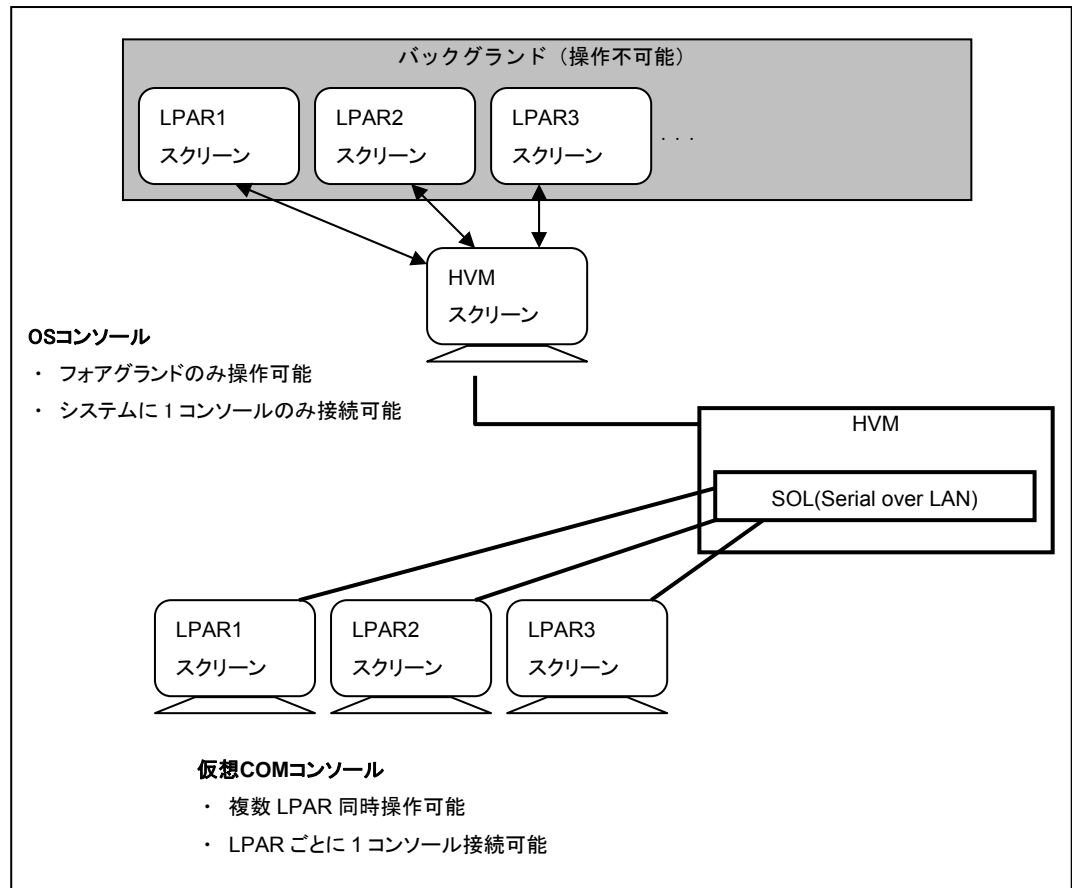 バックグランド（操作不可能）
LPAR1
スクリーン
LPAR2
スクリーン
LPAR3
スクリーン
. . .
HVM
スクリーン
OSコンソール
・ フォアグランドのみ操作可能
・ システムに 1 コンソールのみ接続可能
HVM
SOL(Serial over LAN)
LPAR1
スクリーン
LPAR2
スクリーン
LPAR3
スクリーン
仮想COMコンソール
・ 複数 LPAR 同時操作可能
・ LPAR ごとに 1 コンソール接続可能